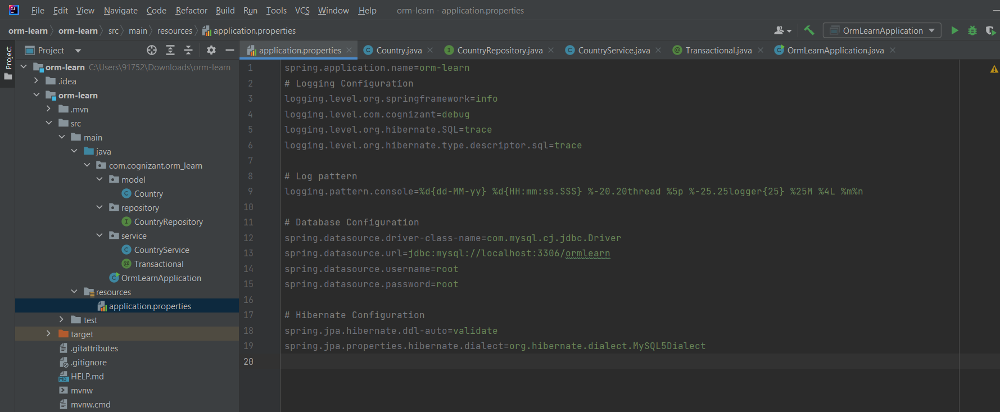 File Edit View Navigate Code Refactor Build Run Tools VCS Window Help orm-learn - application.properties
orm-learn orm-learn src main resources application.properties OrmLearnApplication
Project
Project
application.properties Country.java CountryRepository.java CountryService.java Transactional.java OrmLearnApplication.java
orm-learn C:\Users\91752\Downloads\orm-learn
.idea
orm-learn
.mvn
src
main
java
com.cognizant.orm_learn
model
Country
repository
CountryRepository
service
CountryService
Transactional
OrmLearnApplication
resources
application.properties
test
target
.gitattributes
.gitignore
HELP.md
mvnw
mvnw.cmd
1 spring.application.name=orm-learn
2 # Logging Configuration
3 logging.level.org.springframework=info
4 logging.level.com.cognizant=debug
5 logging.level.org.hibernate.SQL=trace
6 logging.level.org.hibernate.type.descriptor.sql=trace
7
8 # Log pattern
9 logging.pattern.console=%d{dd-MM-yy} %d{HH:mm:ss.SSS} %-20.20thread %5p %-25.25logger{25} %25M %4L %m%n
10
11 # Database Configuration
12 spring.datasource.driver-class-name=com.mysql.cj.jdbc.Driver
13 spring.datasource.url=jdbc:mysql://localhost:3306/ormlearn
14 spring.datasource.username=root
15 spring.datasource.password=root
16
17 # Hibernate Configuration
18 spring.jpa.hibernate.ddl-auto=validate
19 spring.jpa.properties.hibernate.dialect=org.hibernate.dialect.MySQL5Dialect
20